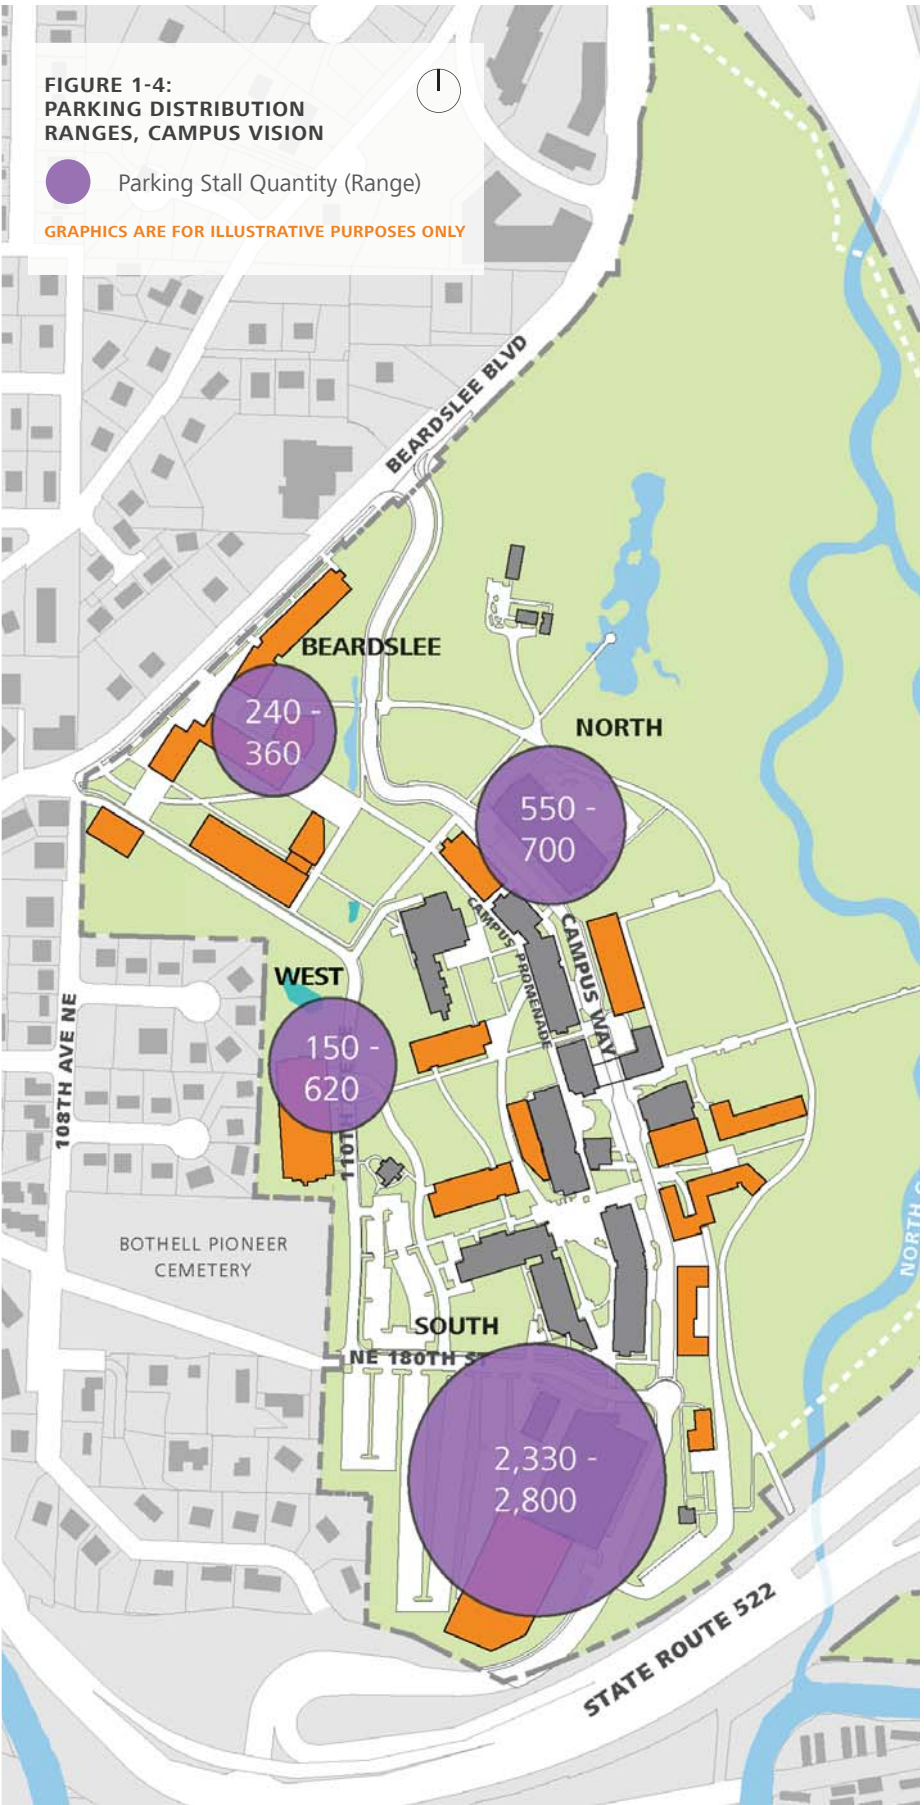 FIGURE 1-4:
PARKING DISTRIBUTION
RANGES, CAMPUS VISION
Parking Stall Quantity (Range)
GRAPHICS ARE FOR ILLUSTRATIVE PURPOSES ONLY
BEARDSLEE BLVD
BEARDSLEE
240 -
360
NORTH
550 -
700
CAMPUS PROMENADE
CAMPUS WAY
WEST
150 -
620
108TH AVE NE
110TH
BOTHELL PIONEER
CEMETERY
NORTH
SOUTH
NE 180TH ST
2,330 -
2,800
STATE ROUTE 522